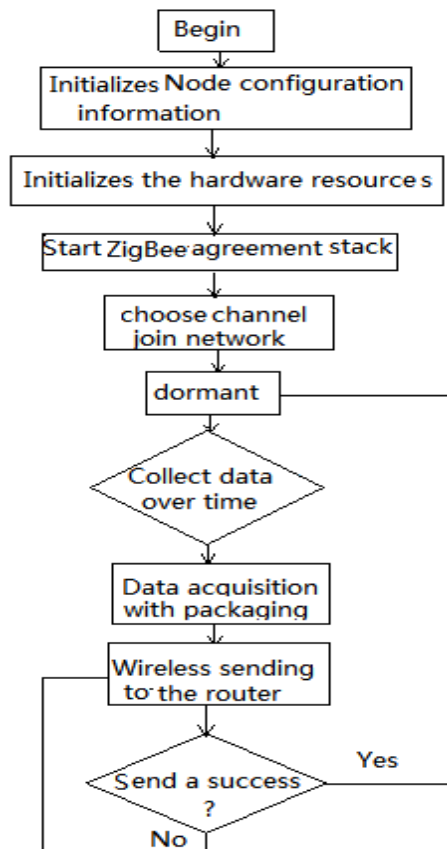 Begin
Initializes Node configuration
information
Initializes the hardware resources
Start ZigBee agreement stack
choose channel
join network
dormant
Collect data
over time
Data acquisition
with packaging
Wireless sending
to the router
Send a success
?
Yes
No